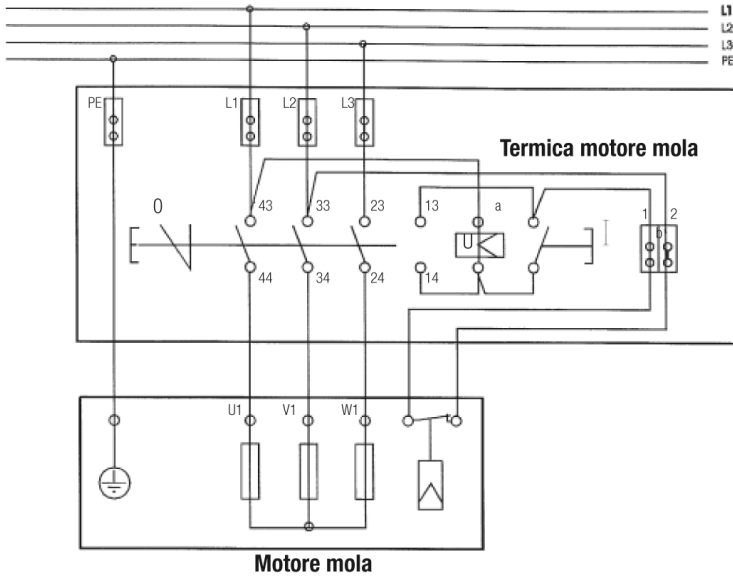 L1
L2
L3
PE
PE L1 L2 L3
Termica motore mola
0 43 33 23 13 a 1 2
U b
I
44 34 24 14
U1 V1 W1
Motore mola